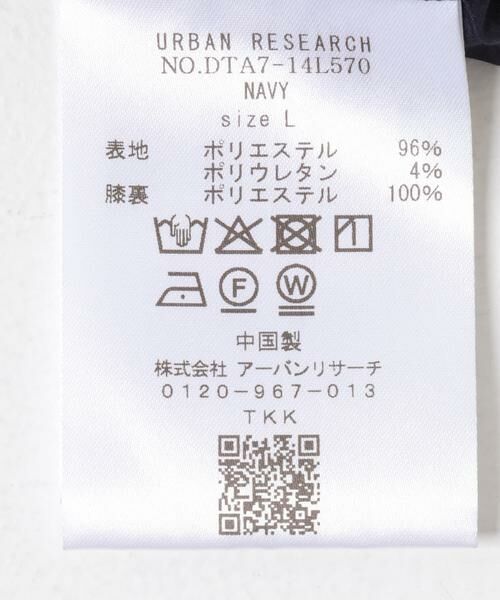 URBAN RESEARCH
NO.DTA7-14L570
NAVY
size L
表地 ポリエステル 96%
ポリウレタン 4%
膝裏 ポリエステル 100%
F W
中国製
株式会社 アーバンリサーチ
0120-967-013
TKK